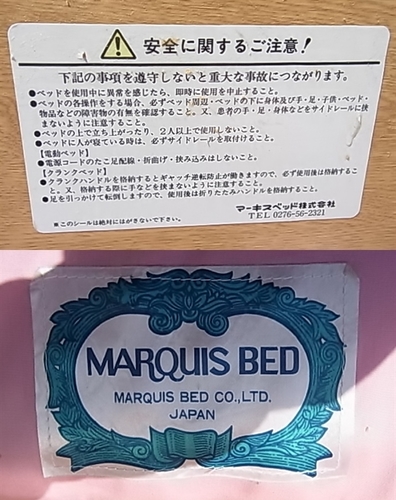 安全に関するご注意!
下記の事項を遵守しないと重大な事故につながります。
●ベッドを使用中に異常を感じたら、即時に使用を中止すること。
●ベッドの各操作をする場合、必ずベッド周辺・ベッドの下に身体及び手・足・子供・ペット・
物品などの障害物の有無を確認すること。又、患者の手・足・身体などをサイドレールに挟
まないように注意すること。
●ベッドの上で立ち上がったり、2人以上で使用しないこと。
●ベッドに人が寝ている時は、必ずサイドレールを取付けること。
【電動ベッド】
●電源コードのたこ足配線・折曲げ・挟み込みはしないこと。
【クランクベッド】
●クランクハンドルを格納するとギャッチ逆転防止が働きますので、必ず使用後は格納するこ
と。又、格納する際に手などを挟まないように注意すること。
●足を引っかけて転倒しますので、使用後は折りたたみハンドルを格納すること。
マーキスベッド株式会社
TEL 0276-56-2321
※このシールは絶対にはがさないで下さい。
MARQUIS BED
MARQUIS BED CO.,LTD.
JAPAN